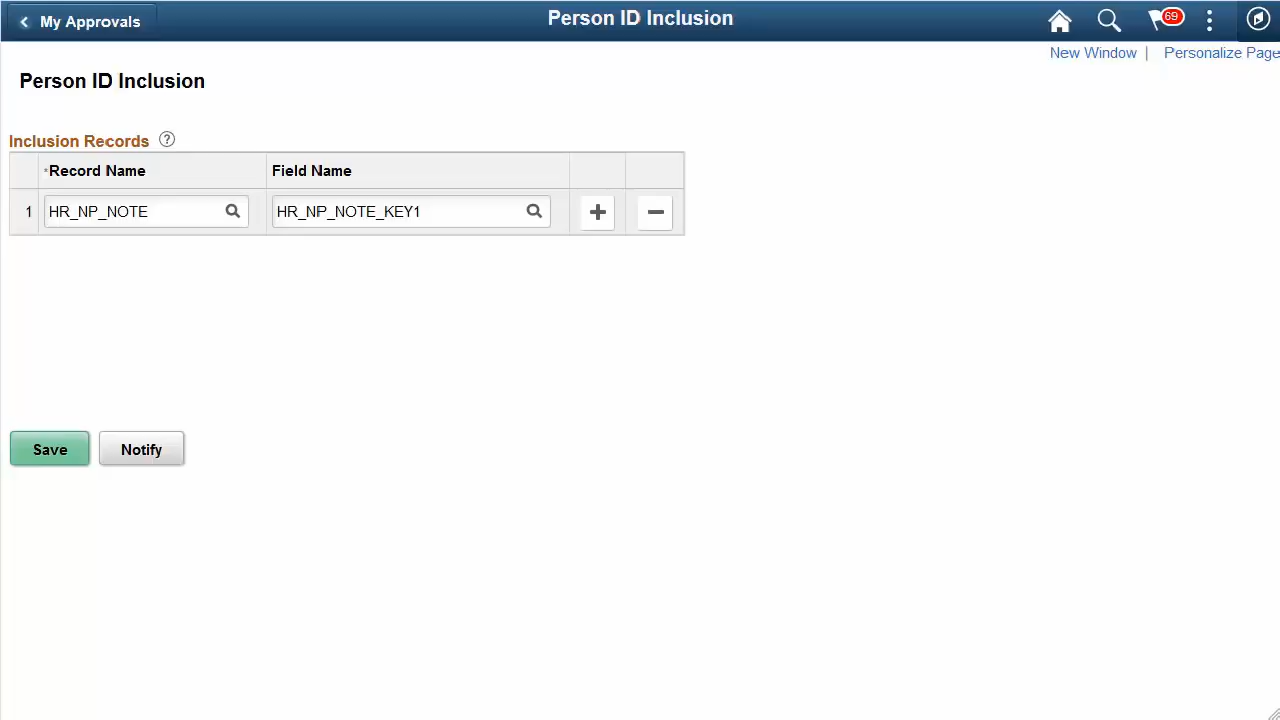 My Approvals
Person ID Inclusion
69
New Window | Personalize Page
Person ID Inclusion
Inclusion Records ?
*Record Name Field Name
1 HR_NP_NOTE HR_NP_NOTE_KEY1
Save Notify